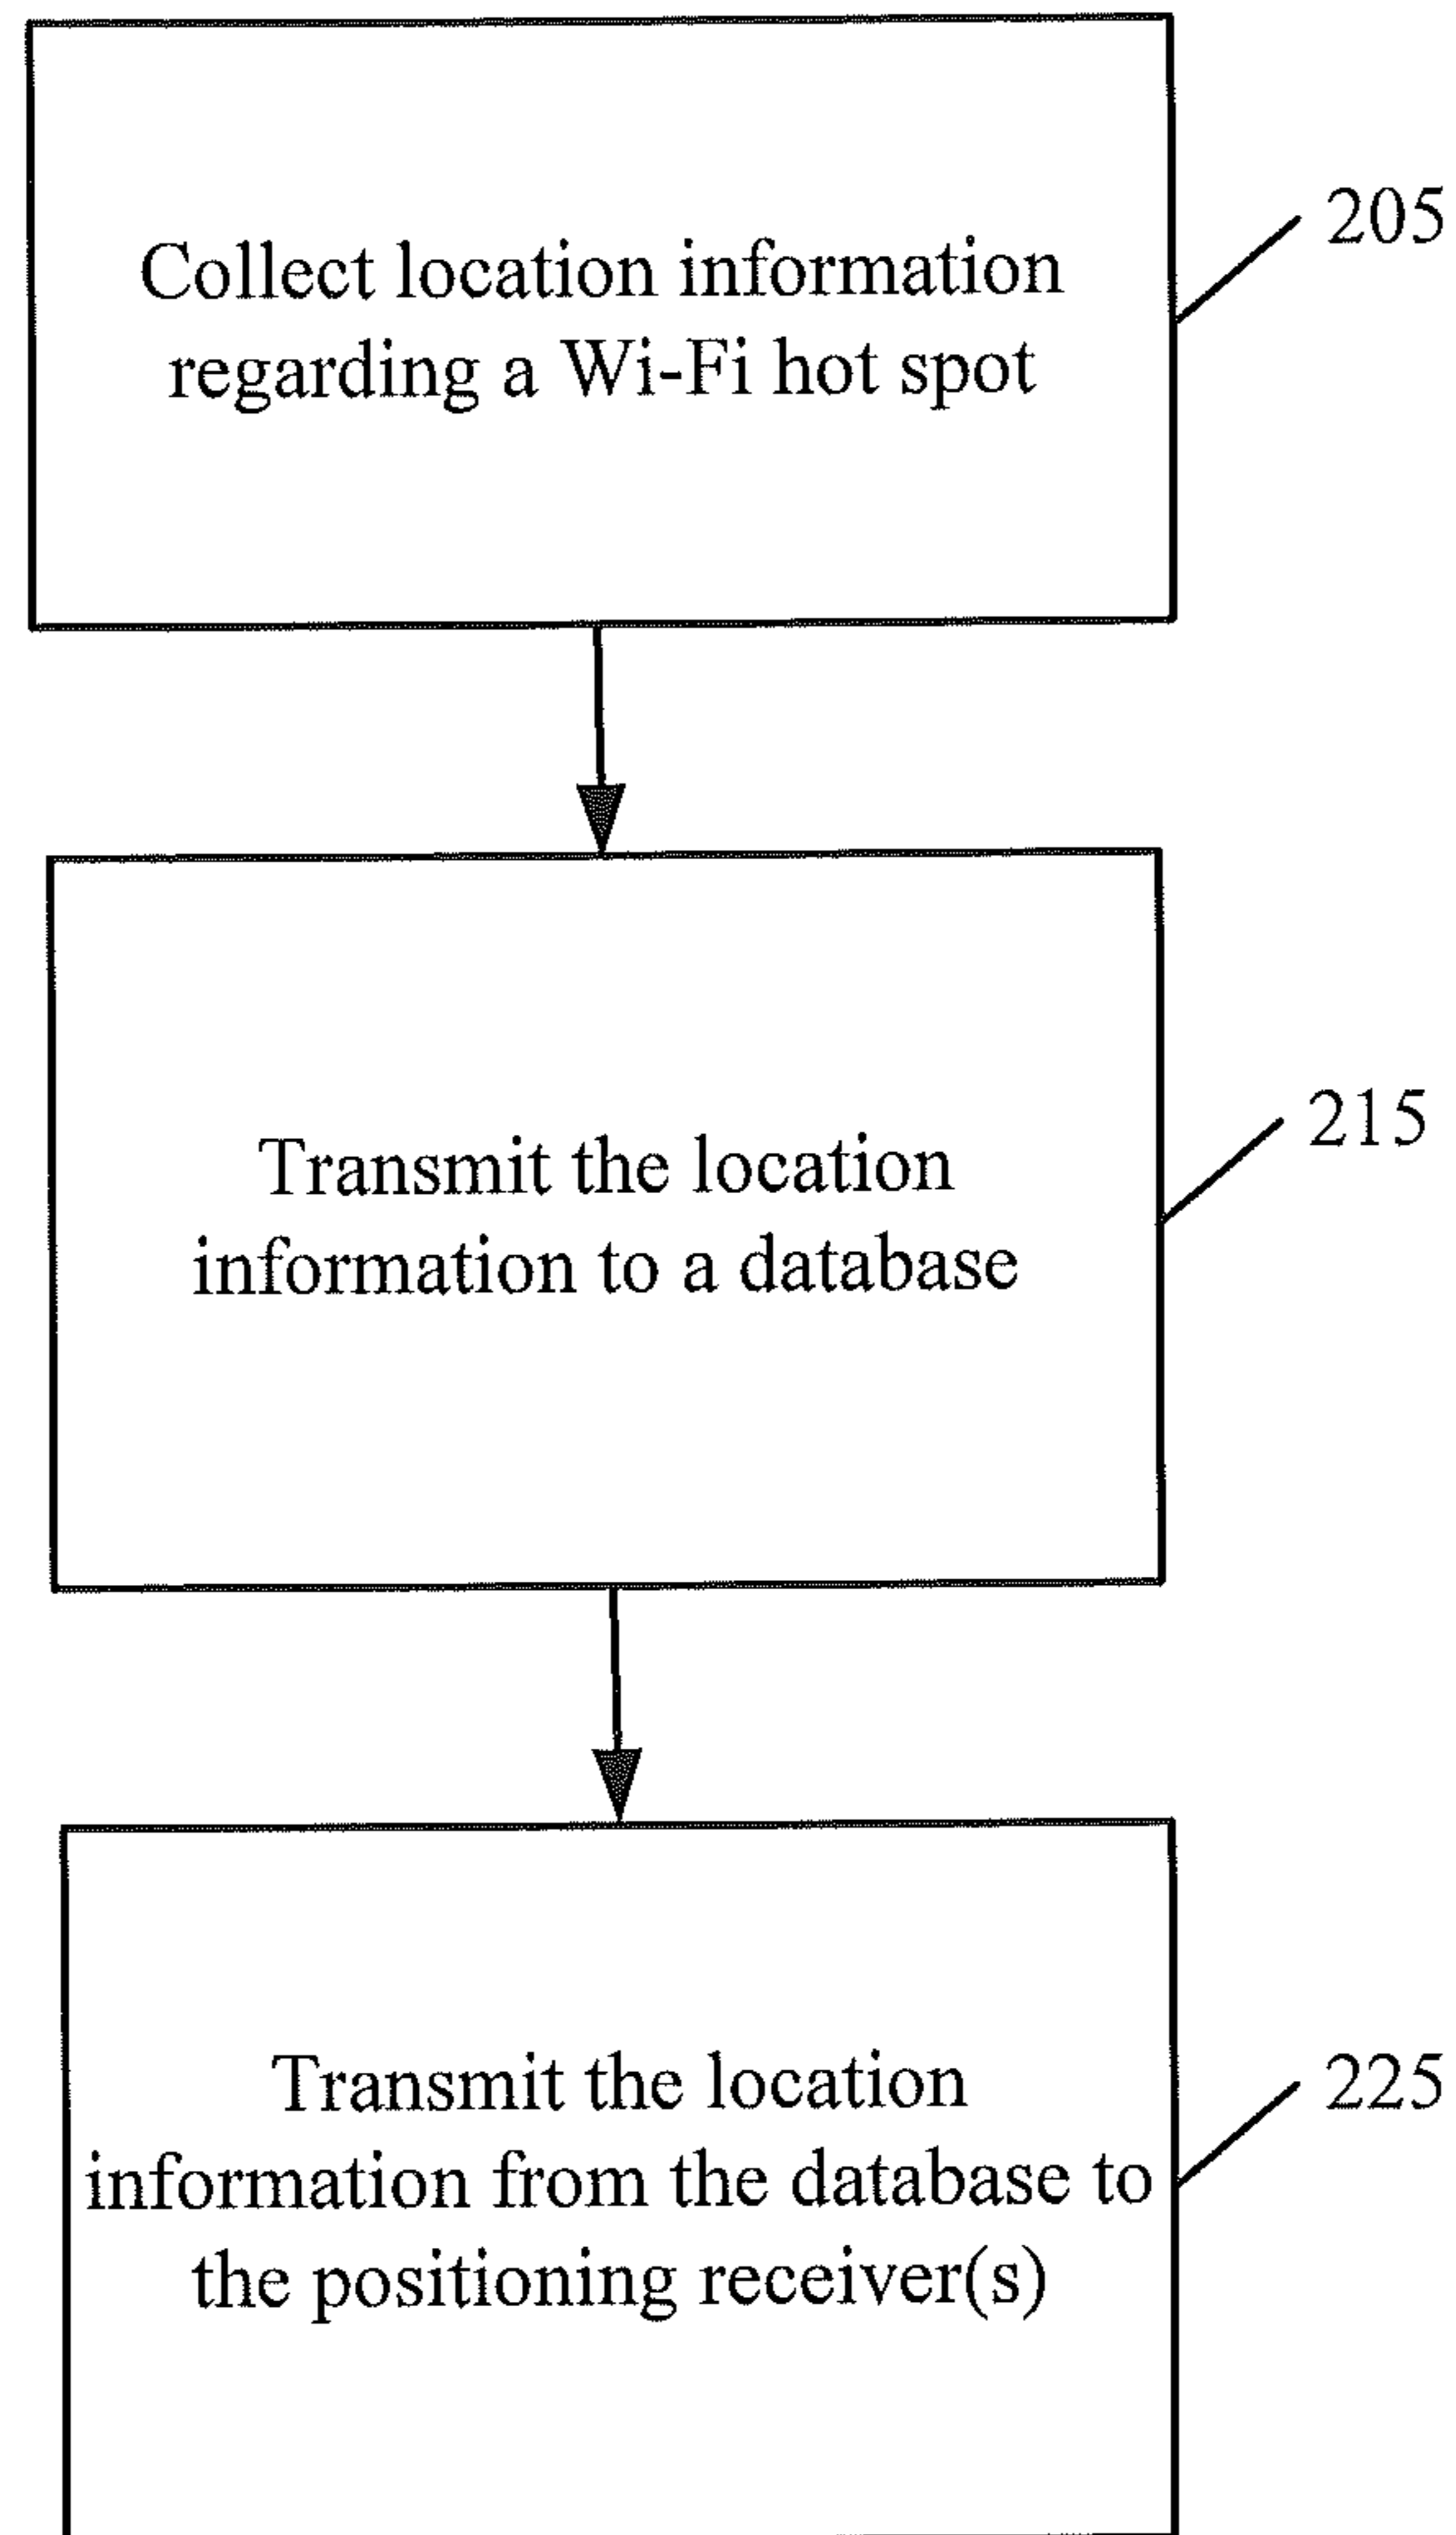 Collect location information
regarding a Wi-Fi hot spot
205
Transmit the location
information to a database
215
Transmit the location
information from the database to
the positioning receiver(s)
225